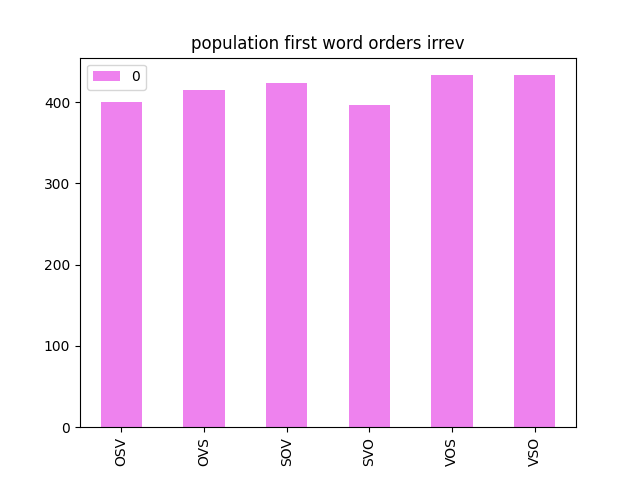 population first word orders irrev
0
400
300
200
100
0
OSV
OVS
SOV
SVO
VOS
VSO